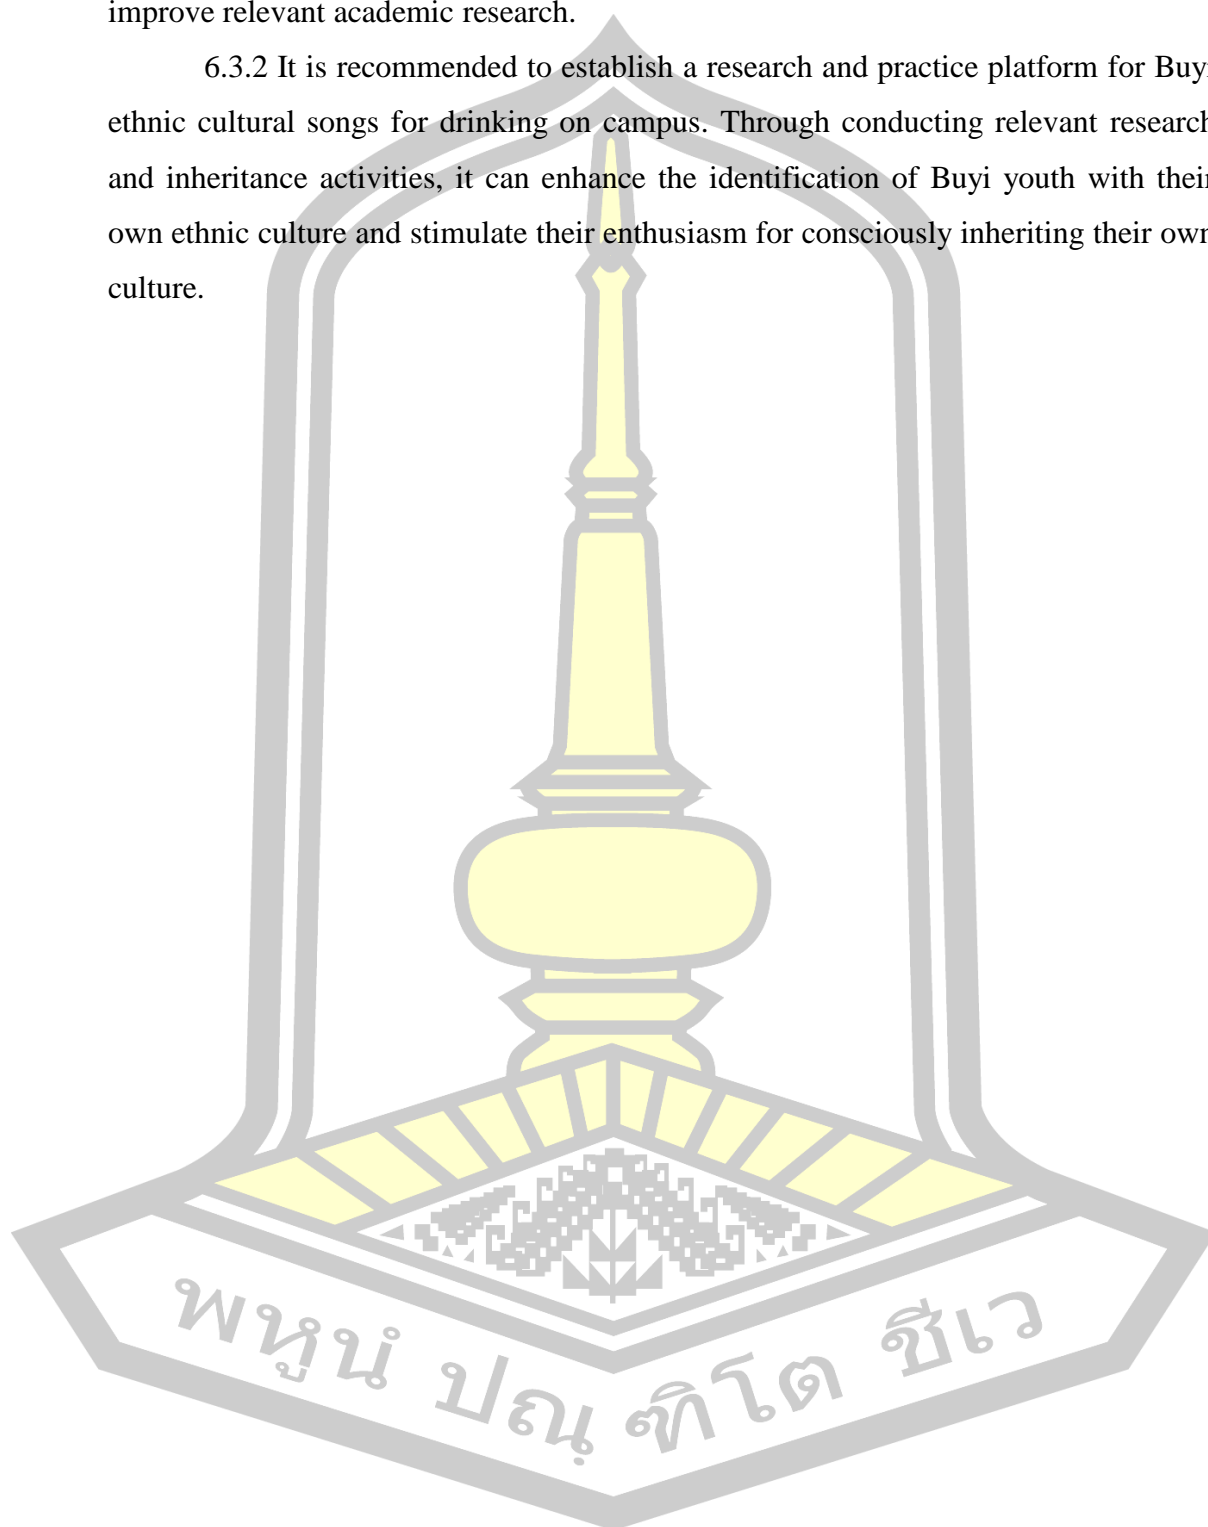 improve relevant academic research.
6.3.2 It is recommended to establish a research and practice platform for Buyi
ethnic cultural songs for drinking on campus. Through conducting relevant research
and inheritance activities, it can enhance the identification of Buyi youth with their
own ethnic culture and stimulate their enthusiasm for consciously inheriting their own
culture.
พหูนํ ปณฺฑิโต ชีเว